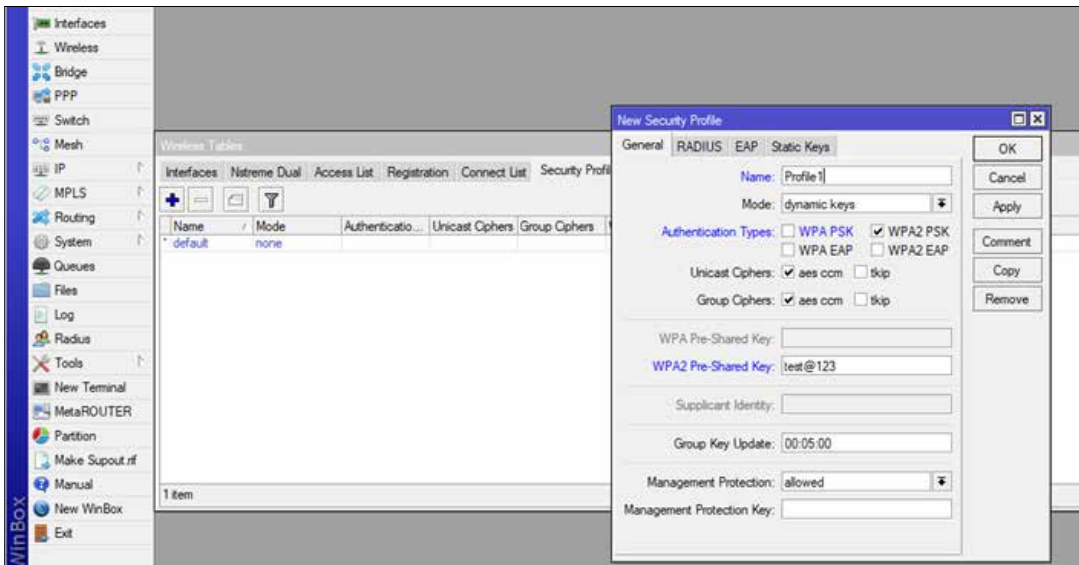 Interfaces
Wireless
Bridge
PPP
Switch
Mesh
IP
MPLS
Routing
System
Queues
Files
Log
Radius
Tools
New Terminal
MetaROUTER
Partition
Make Supout.rif
Manual
New WinBox
Exit
WinBox
Wireless Tables
Interfaces Nstreme Dual Access List Registration Connect List Security Profil
Name / Mode Authenticatio... Unicast Ciphers Group Ciphers
* default none
1 item
New Security Profile
General RADIUS EAP Static Keys
Name: Profile1
Mode: dynamic keys
Authentication Types: WPA PSK WPA2 PSK
WPA EAP WPA2 EAP
Unicast Ciphers: aes ccm tkip
Group Ciphers: aes ccm tkip
WPA Pre-Shared Key:
WPA2 Pre-Shared Key: test@123
Supplicant Identity:
Group Key Update: 00:05:00
Management Protection: allowed
Management Protection Key:
OK
Cancel
Apply
Comment
Copy
Remove